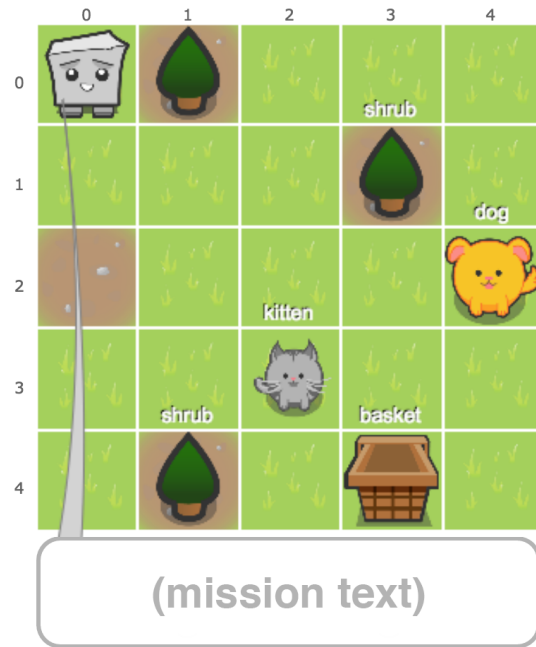 0 1 2 3 4
0
shrub
1
dog
2
kitten
3
shrub basket
4
(mission text)